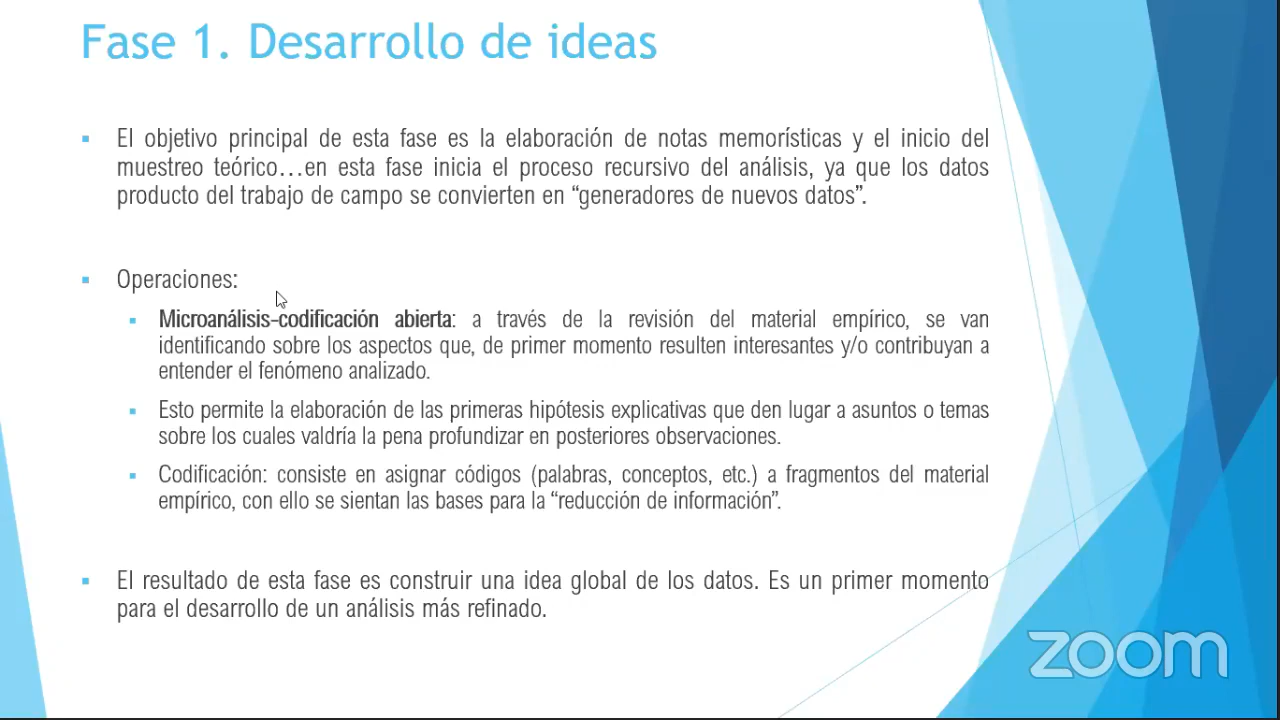 Fase 1. Desarrollo de ideas
El objetivo principal de esta fase es la elaboración de notas memorísticas y el inicio del
muestreo teórico…en esta fase inicia el proceso recursivo del análisis, ya que los datos
producto del trabajo de campo se convierten en “generadores de nuevos datos”.
Operaciones:
Microanálisis-codificación abierta: a través de la revisión del material empírico, se van
identificando sobre los aspectos que, de primer momento resulten interesantes y/o contribuyan a
entender el fenómeno analizado.
Esto permite la elaboración de las primeras hipótesis explicativas que den lugar a asuntos o temas
sobre los cuales valdría la pena profundizar en posteriores observaciones.
Codificación: consiste en asignar códigos (palabras, conceptos, etc.) a fragmentos del material
empírico, con ello se sientan las bases para la “reducción de información”.
El resultado de esta fase es construir una idea global de los datos. Es un primer momento
para el desarrollo de un análisis más refinado.
zoom